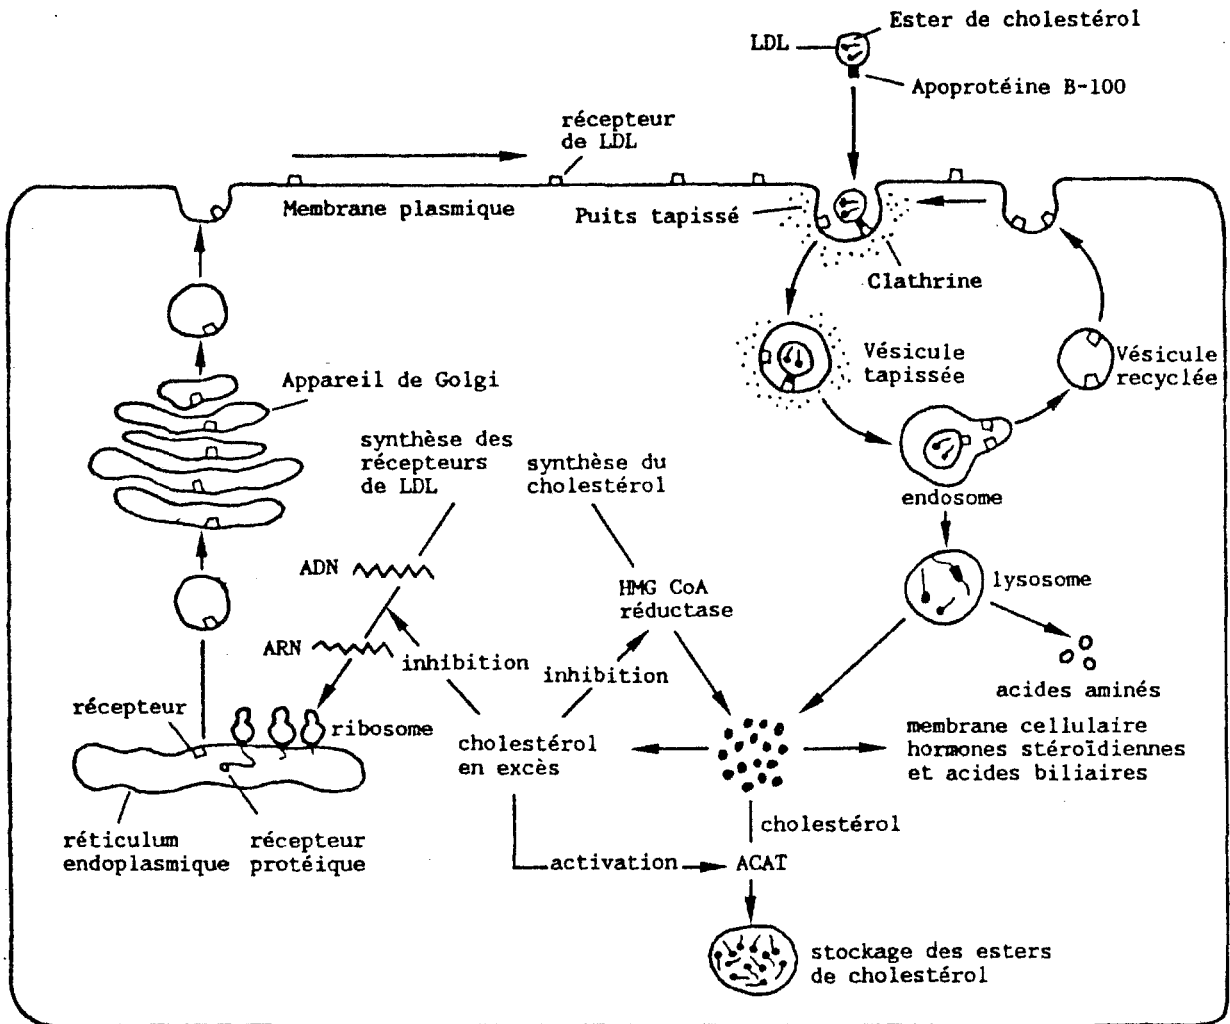 Ester de cholestérol
LDL
Apoprotéine B-100
récepteur
de LDL
Membrane plasmique
Puits tapissé
Clathrine
Vésicule
tapissée
Vésicule
recyclée
Appareil de Golgi
synthèse des
récepteurs
de LDL
synthèse du
cholestérol
endosome
ADN
HMG CoA
réductase
lysosome
ARN
inhibition
inhibition
acides aminés
récepteur
ribosome
cholestérol
en excès
membrane cellulaire
hormones stéroïdiennes
et acides biliaires
réticulum
endoplasmique
récepteur
protéique
cholestérol
activation
ACAT
stockage des esters
de cholestérol